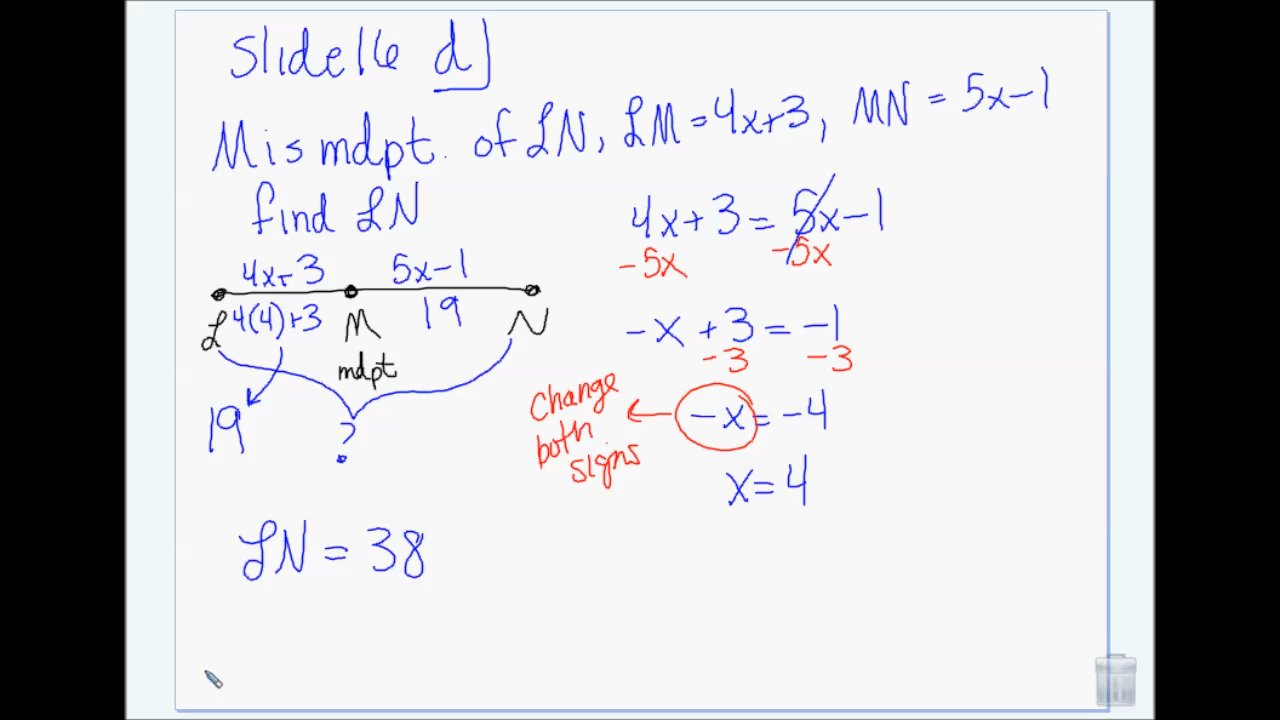 Slide 16 d]
M is mdpt. of LN, LM = 4x+3, MN = 5x-1
find LN
4x+3 5x-1
L 4(4)+3 M 19 N
mdpt
19
?
LN = 38
4x+3 = 5x-1
-5x -5x
-x +3 = -1
-3 -3
Change both signs ← -x = -4
x = 4